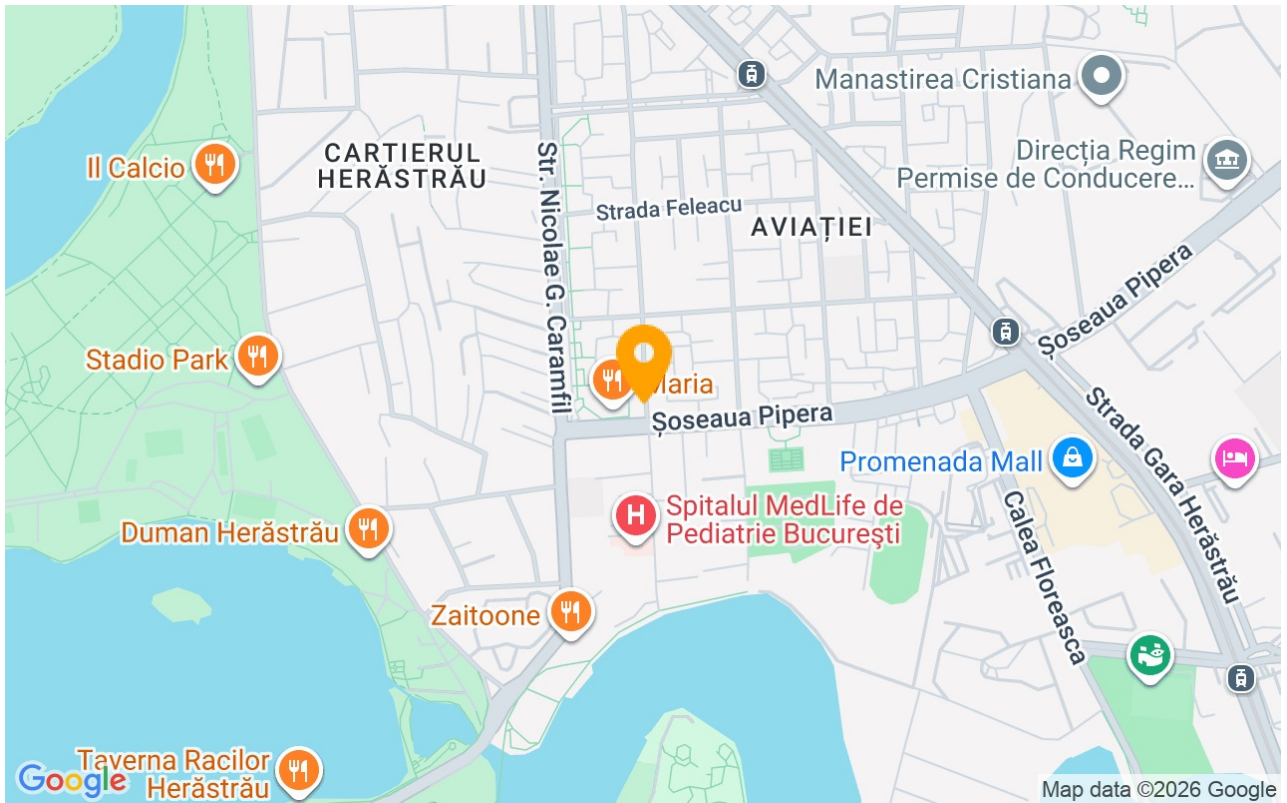 Manastirea Cristiana
Il Calcio
CARTIERUL
HERĂSTRĂU
Direcția Regim
Permise de Conducere...
Str. Nicolae G. Caramfil
Strada Feleacu
AVIAȚIEI
Șoseaua Pipera
Stadio Park
Maria
Șoseaua Pipera
Strada Gara Herăstrău
Promenada Mall
Calea Floreasca
Spitalul MedLife de
Pediatrie București
Duman Herăstrău
Zaitoone
Taverna Racilor
Herăstrău
Google
Map data ©2026 Google